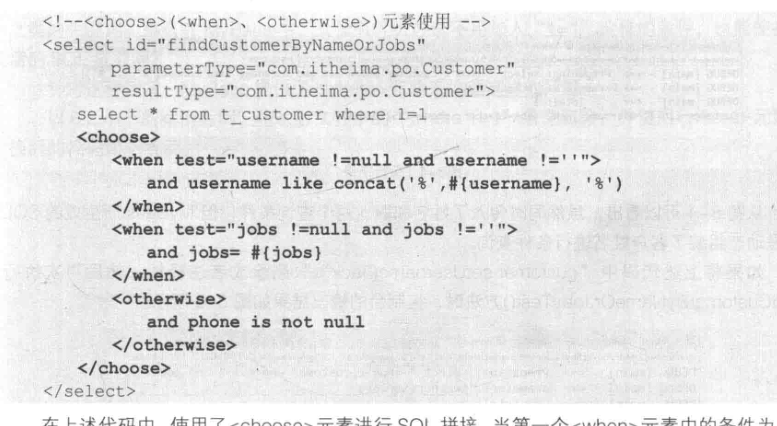 <!--<choose>(<when>、<otherwise>)元素使用 -->
<select id="findCustomerByNameOrJobs"
parameterType="com.itheima.po.Customer"
resultType="com.itheima.po.Customer">
select * from t_customer where 1=1
<choose>
<when test="username !=null and username !=''">
and username like concat('%',#{username}, '%')
</when>
<when test="jobs !=null and jobs !=''">
and jobs= #{jobs}
</when>
<otherwise>
and phone is not null
</otherwise>
</choose>
</select>
在上述代码中,使用了<choose>元素进行 SQL 拼接,当第一个<when>元素中的条件为